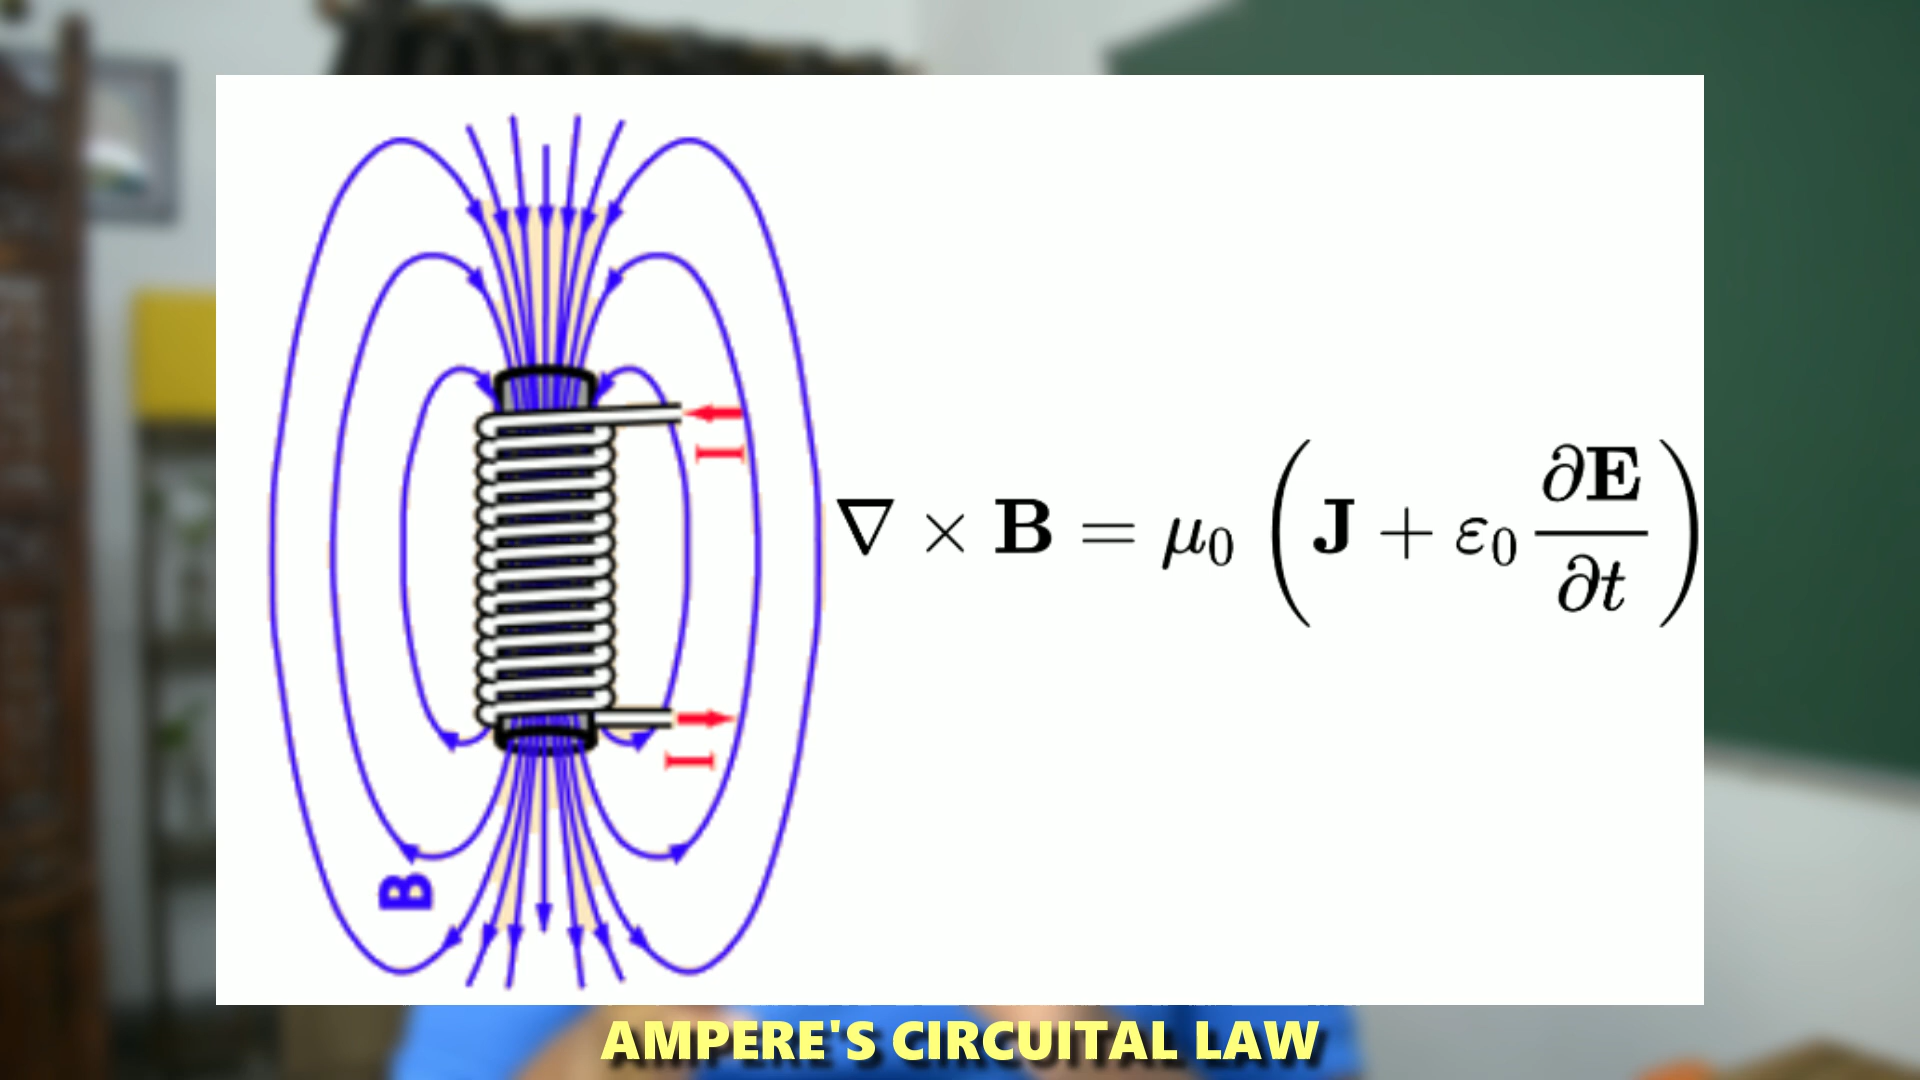 I
∇ × B = μ₀ (J + ε₀ ∂E/∂t)
I
B
AMPERE'S CIRCUITAL LAW